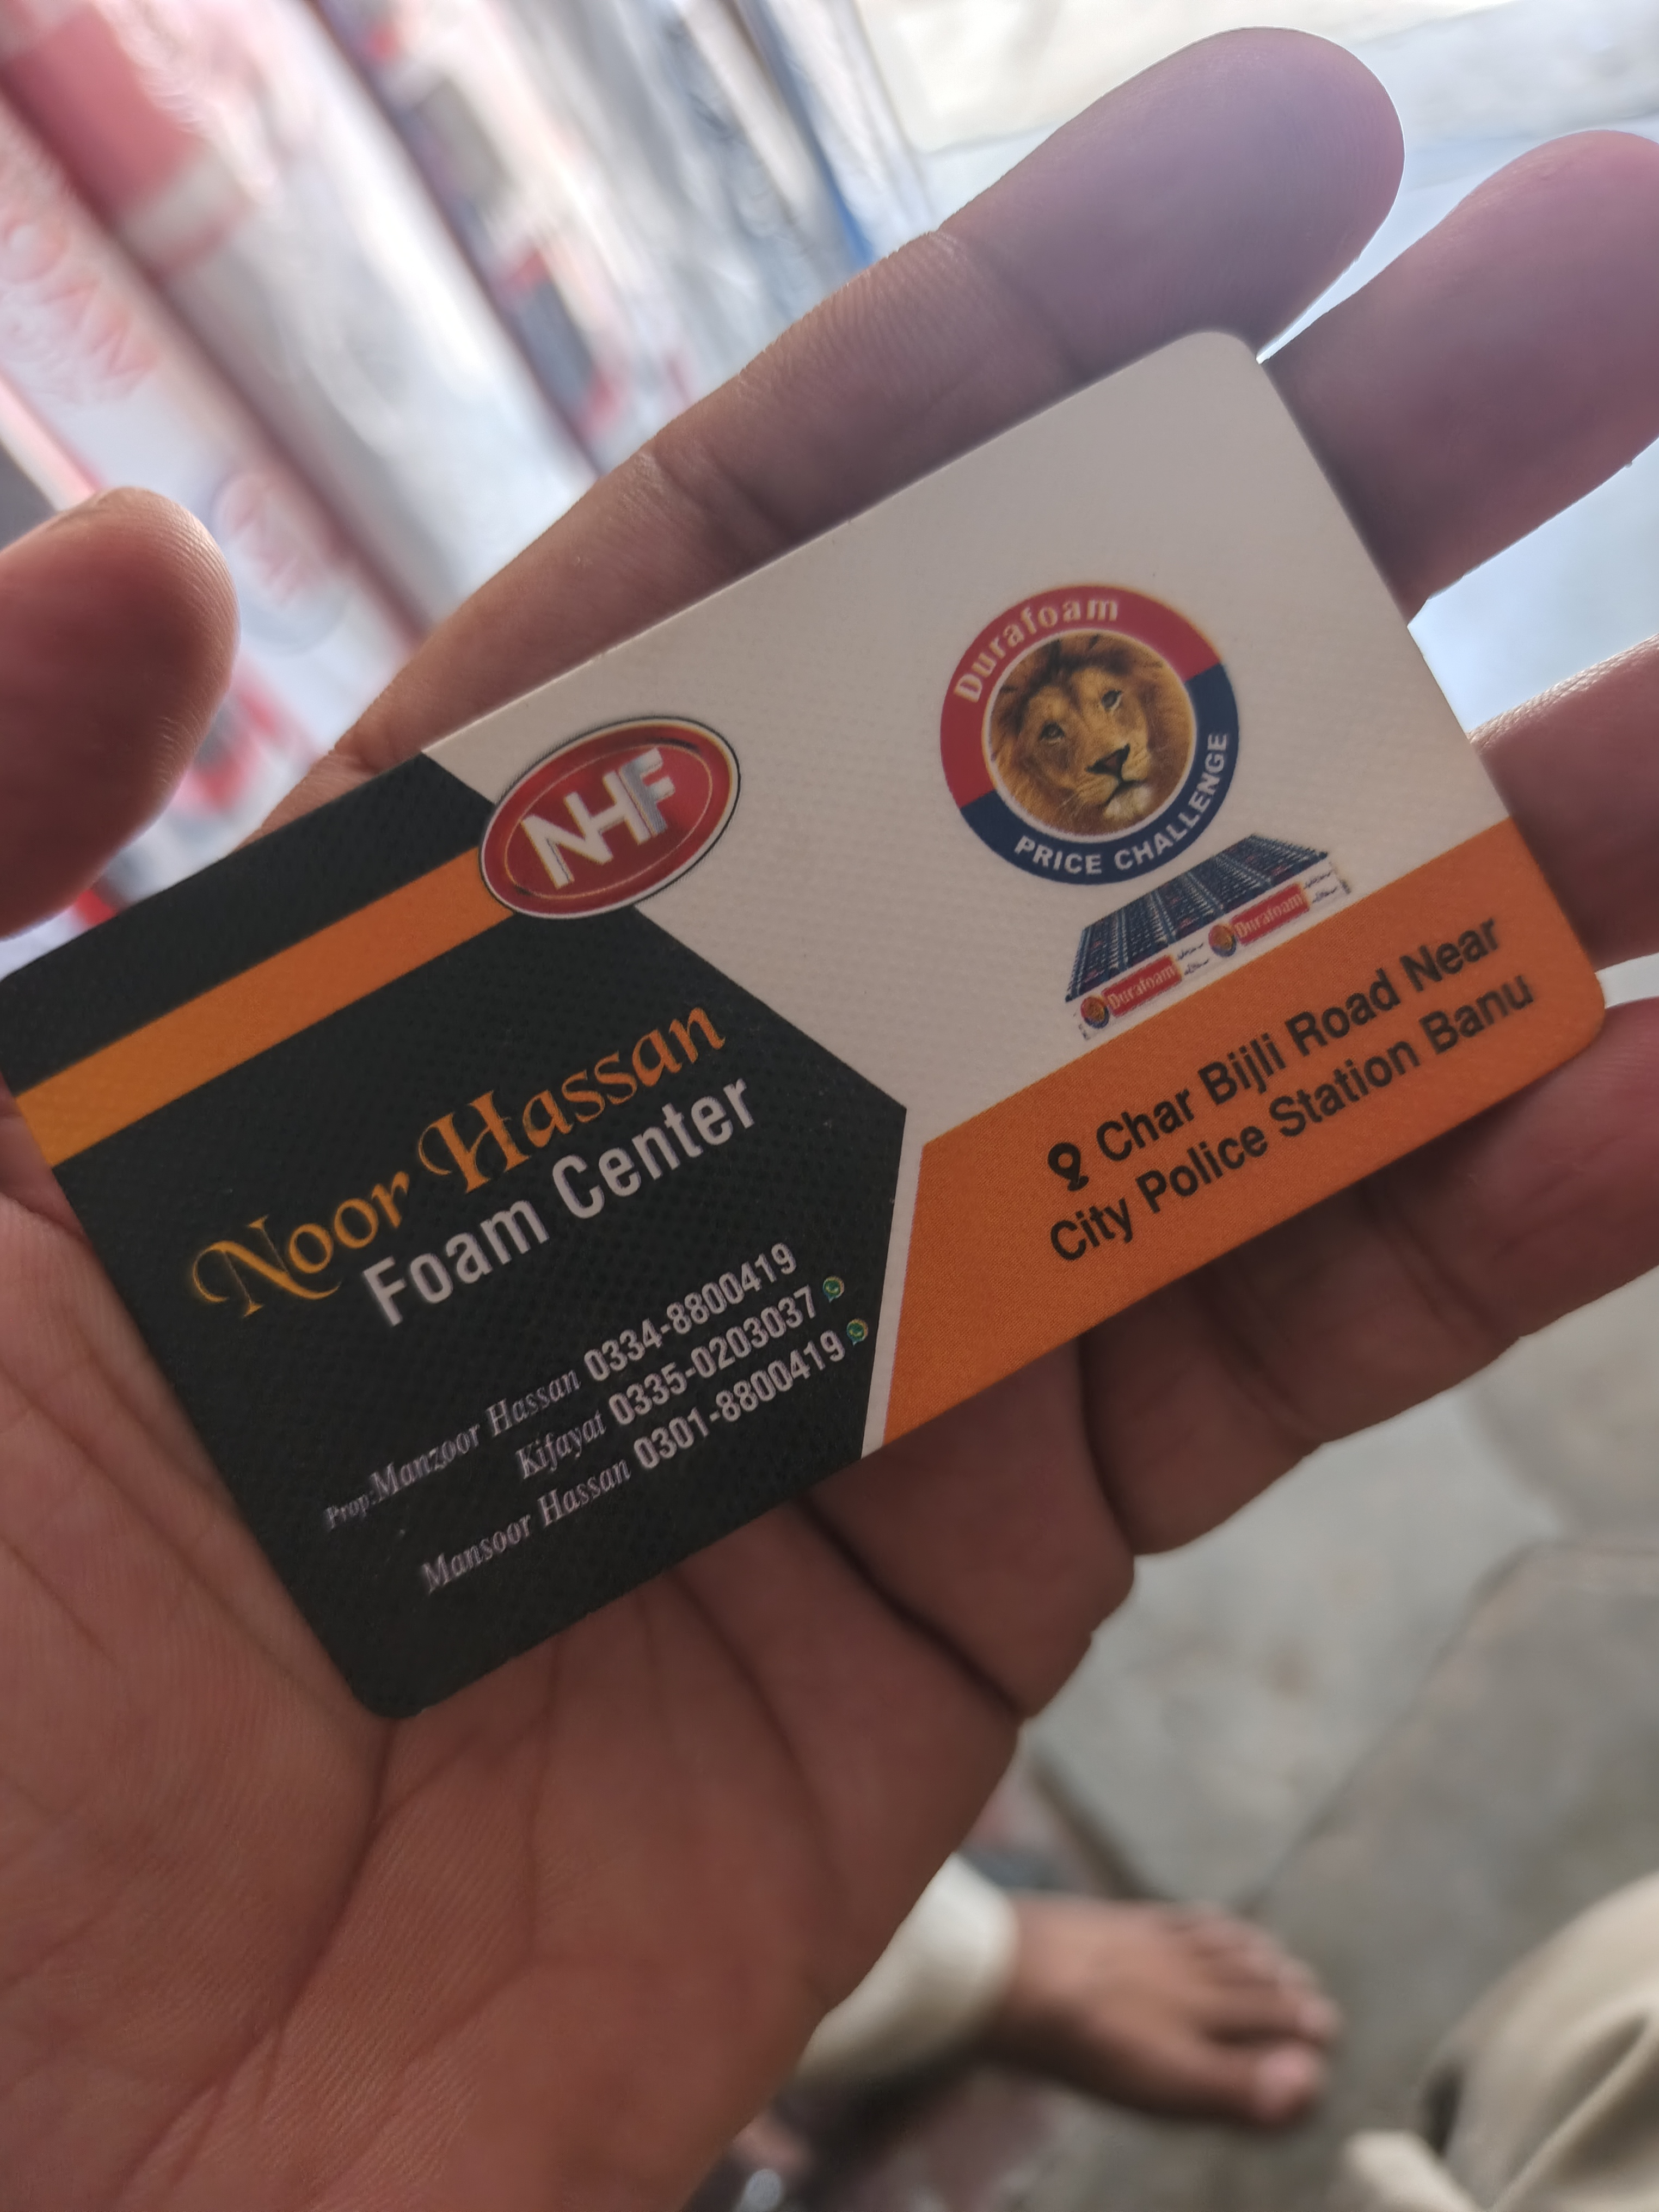 NHF
Noor Hassan
Foam Center
Prop: Manzoor Hassan 0334-8800419
Kifayat 0335-0203037
Mansoor Hassan 0301-8800419
Durafoam
PRICE CHALLENGE
Durafoam
Durafoam
Char Bijli Road Near
City Police Station Banu